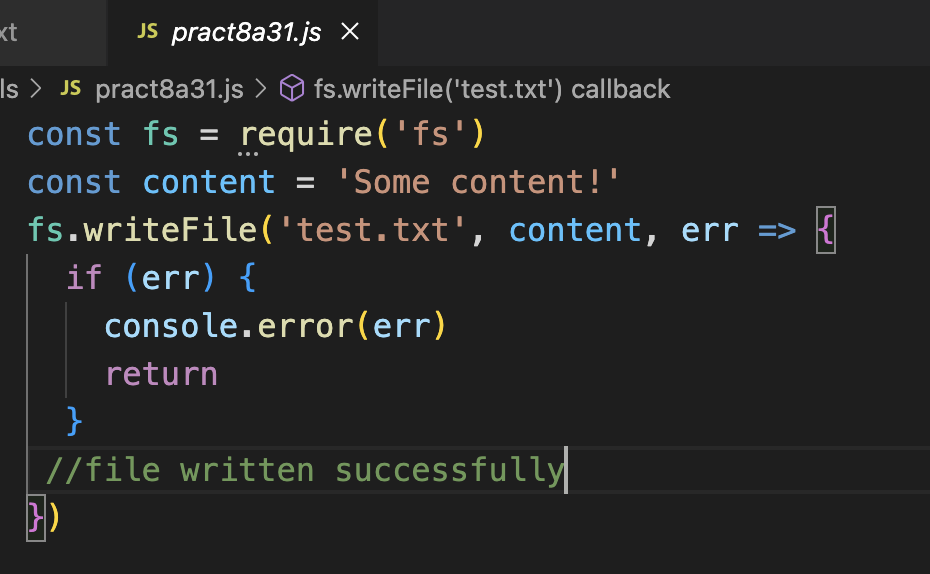 xt
JS pract8a31.js
ls > JS pract8a31.js > fs.writeFile('test.txt') callback
const fs = require('fs')
const content = 'Some content!'
fs.writeFile('test.txt', content, err => {
  if (err) {
    console.error(err)
    return
  }
 //file written successfully
})